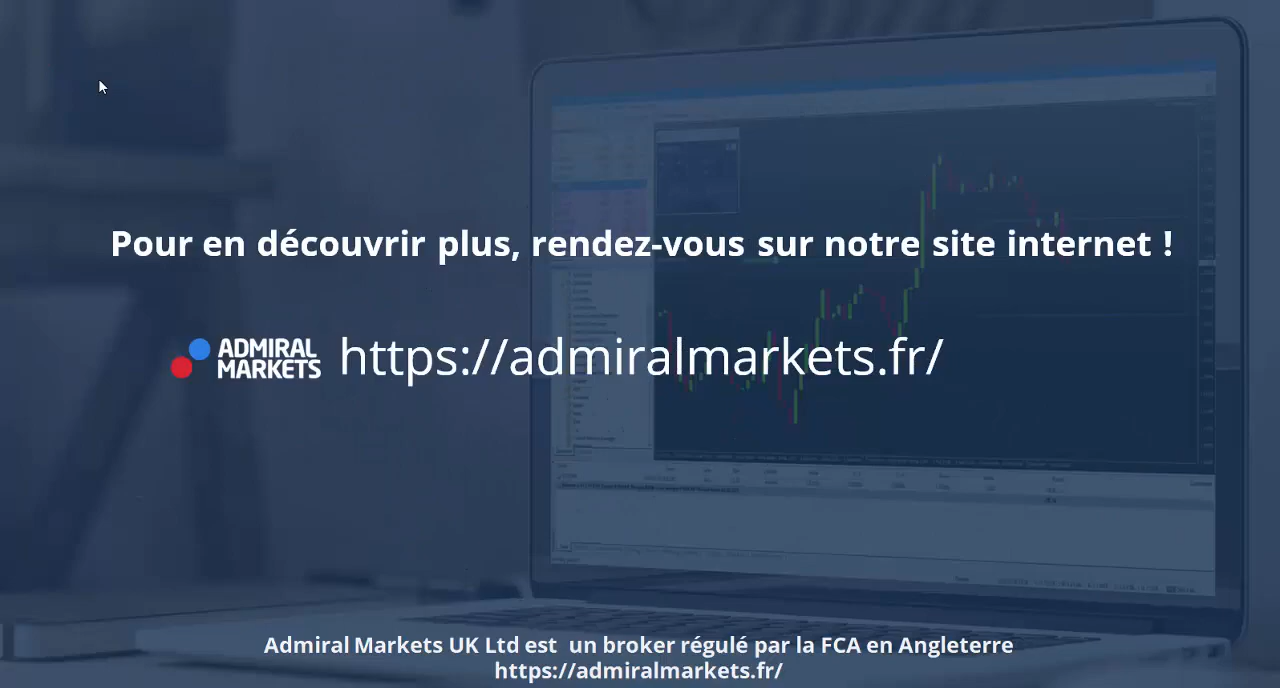 Pour en découvrir plus, rendez-vous sur notre site internet !
ADMIRAL
MARKETS
https://admiralmarkets.fr/
Admiral Markets UK Ltd est  un broker régulé par la FCA en Angleterre
https://admiralmarkets.fr/